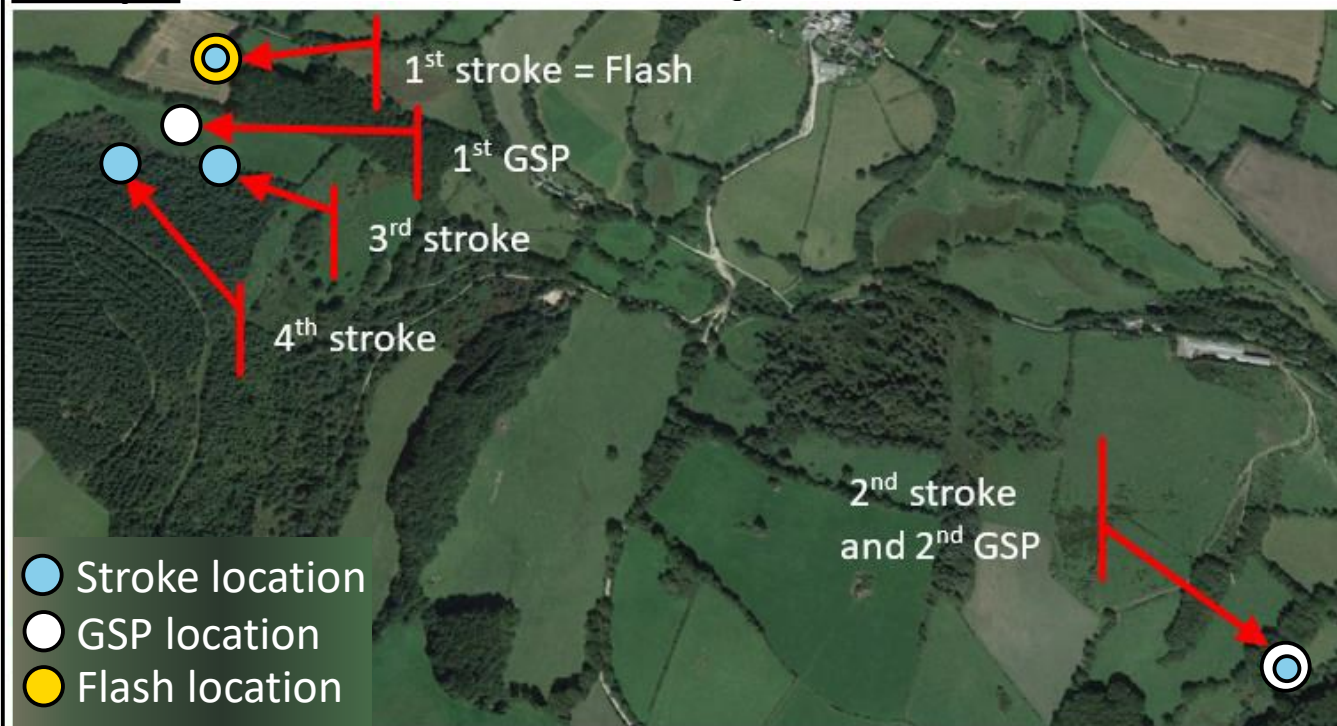 1st stroke = Flash
1st GSP
3rd stroke
4th stroke
2nd stroke
and 2nd GSP
Stroke location
GSP location
Flash location